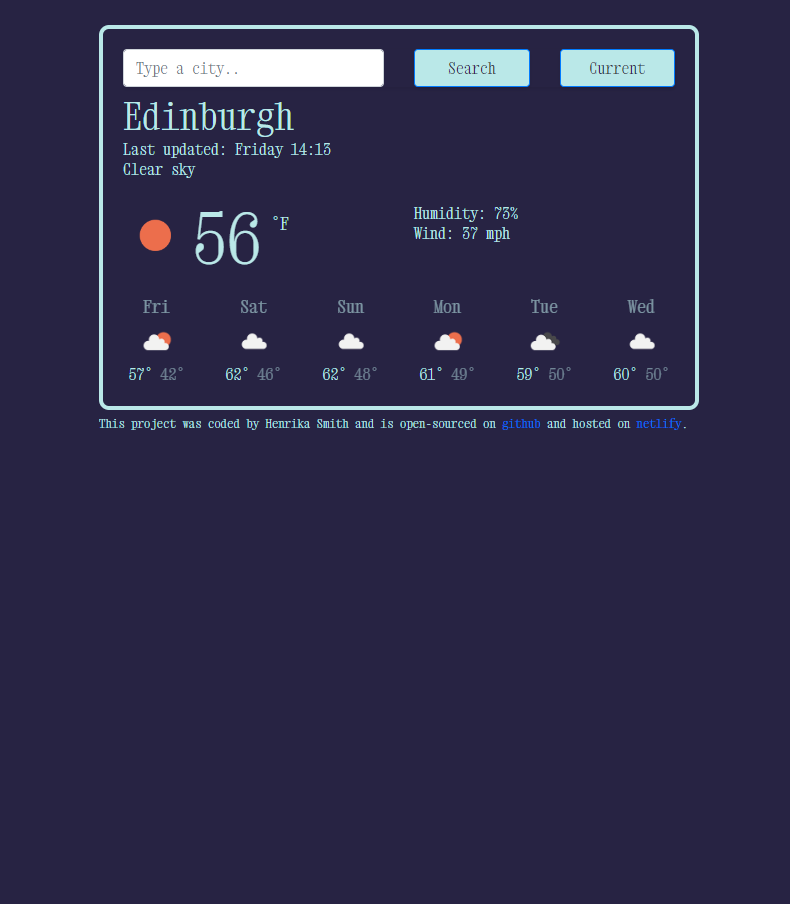 Type a city..
Search
Current
Edinburgh
Last updated: Friday 14:13
Clear sky
56 °F
Humidity: 73%
Wind: 37 mph
Fri Sat Sun Mon Tue Wed
57° 42° 62° 46° 62° 48° 61° 49° 59° 50° 60° 50°
This project was coded by Henrika Smith and is open-sourced on github and hosted on netlify.